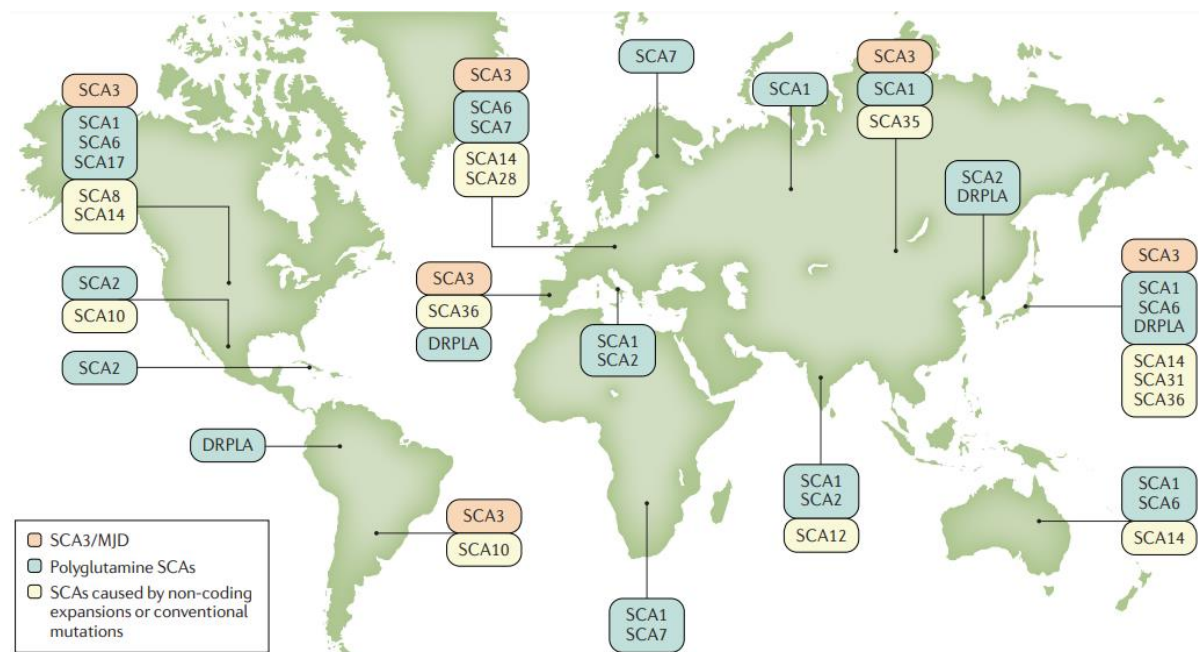 SCA3
SCA1
SCA6
SCA17
SCA8
SCA14
SCA2
SCA10
SCA2
DRPLA
SCA3
SCA10
SCA3
SCA6
SCA7
SCA14
SCA28
SCA3
SCA36
DRPLA
SCA7
SCA1
SCA2
SCA1
SCA3
SCA1
SCA35
SCA2
DRPLA
SCA3
SCA1
SCA6
DRPLA
SCA14
SCA31
SCA36
SCA1
SCA2
SCA12
SCA1
SCA7
SCA1
SCA6
SCA14
SCA3/MJD
Polyglutamine SCAs
SCAs caused by non-coding
expansions or conventional
mutations